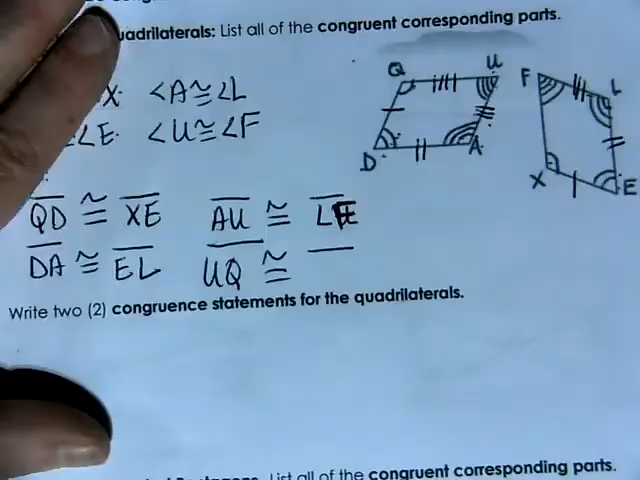 uadrilaterals: List all of the congruent corresponding parts.
X ∠A≅∠L
∠E ∠U≅∠F
Q U F L
D A X E
QD ≅ XE AU ≅ L
DA ≅ EL UQ ≅
Write two (2) congruence statements for the quadrilaterals.
List all of the congruent corresponding parts.